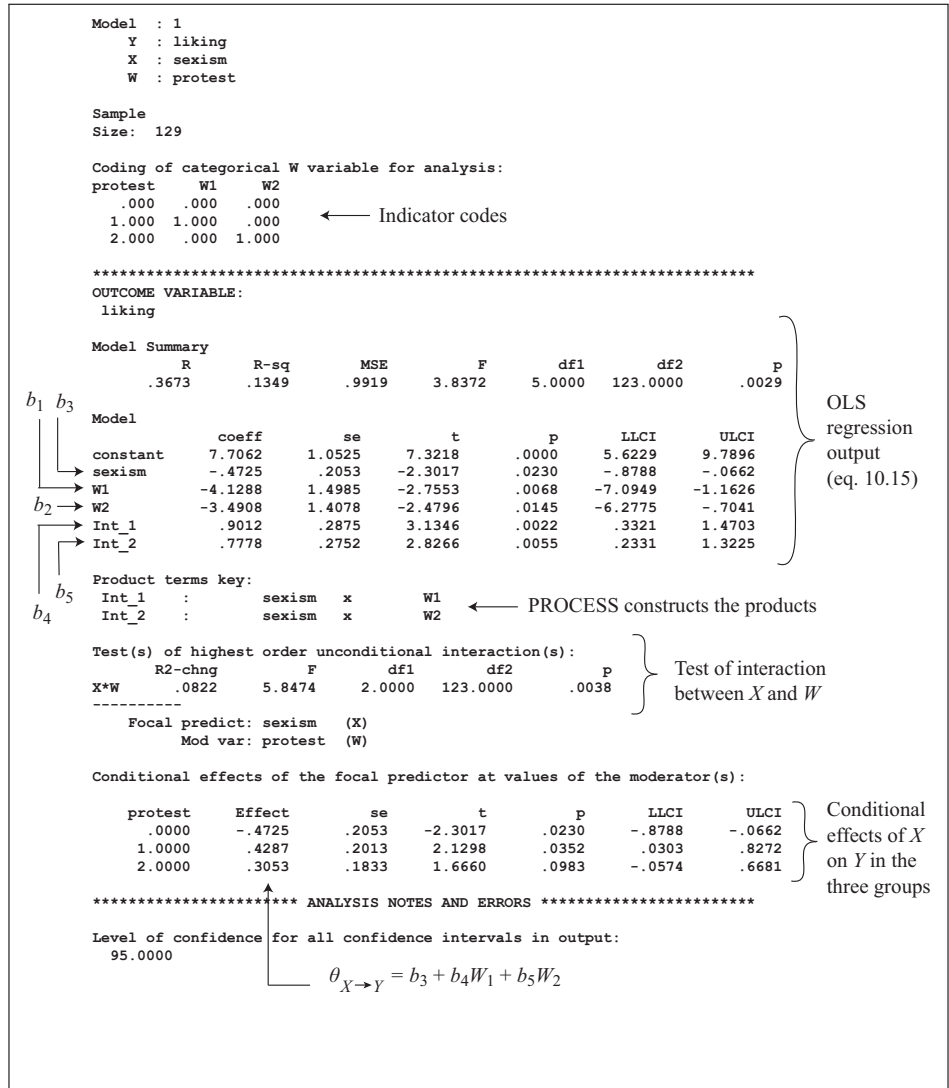 Model : 1
Y : liking
X : sexism
W : protest
Sample
Size: 129
Coding of categorical W variable for analysis:
protest W1 W2
.000 .000 .000
1.000 1.000 .000
2.000 .000 1.000
Indicator codes
**************************************************************************
OUTCOME VARIABLE:
liking
Model Summary
R R-sq MSE F df1 df2 p
.3673 .1349 .9919 3.8372 5.0000 123.0000 .0029
Model
coeff se t p LLCI ULCI
constant 7.7062 1.0525 7.3218 .0000 5.6229 9.7896
sexism -.4725 .2053 -2.3017 .0230 -.8788 -.0662
W1 -4.1288 1.4985 -2.7553 .0068 -7.0949 -1.1626
W2 -3.4908 1.4078 -2.4796 .0145 -6.2775 -.7041
Int_1 .9012 .2875 3.1346 .0022 .3321 1.4703
Int_2 .7778 .2752 2.8266 .0055 .2331 1.3225
b1 b3
b2
b5
b4
OLS
regression
output
(eq. 10.15)
Product terms key:
Int_1 : sexism x W1
Int_2 : sexism x W2
PROCESS constructs the products
Test(s) of highest order unconditional interaction(s):
R2-chng F df1 df2 p
X*W .0822 5.8474 2.0000 123.0000 .0038
----------
Test of interaction
between X and W
Focal predict: sexism (X)
Mod var: protest (W)
Conditional effects of the focal predictor at values of the moderator(s):
protest Effect se t p LLCI ULCI
.0000 -.4725 .2053 -2.3017 .0230 -.8788 -.0662
1.0000 .4287 .2013 2.1298 .0352 .0303 .8272
2.0000 .3053 .1833 1.6660 .0983 -.0574 .6681
Conditional
effects of X
on Y in the
three groups
*********************** ANALYSIS NOTES AND ERRORS ************************
Level of confidence for all confidence intervals in output:
95.0000
θX→Y = b3 + b4W1 + b5W2